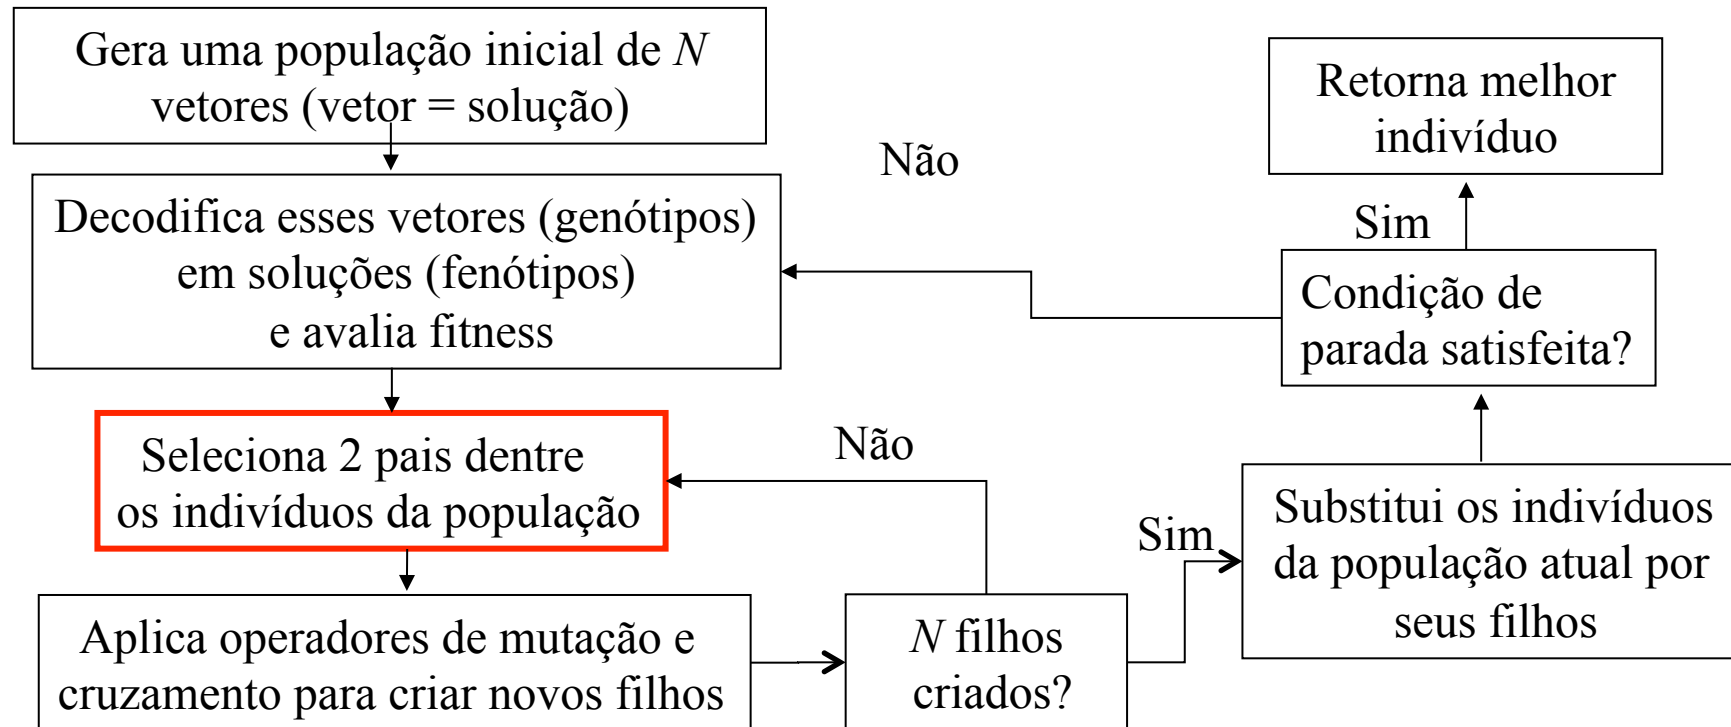 Gera uma população inicial de N
vetores (vetor = solução)
Decodifica esses vetores (genótipos)
em soluções (fenótipos)
e avalia fitness
Seleciona 2 pais dentre
os indivíduos da população
Aplica operadores de mutação e
cruzamento para criar novos filhos
N filhos
criados?
Não
Sim
Substitui os indivíduos
da população atual por
seus filhos
Condição de
parada satisfeita?
Não
Sim
Retorna melhor
indivíduo